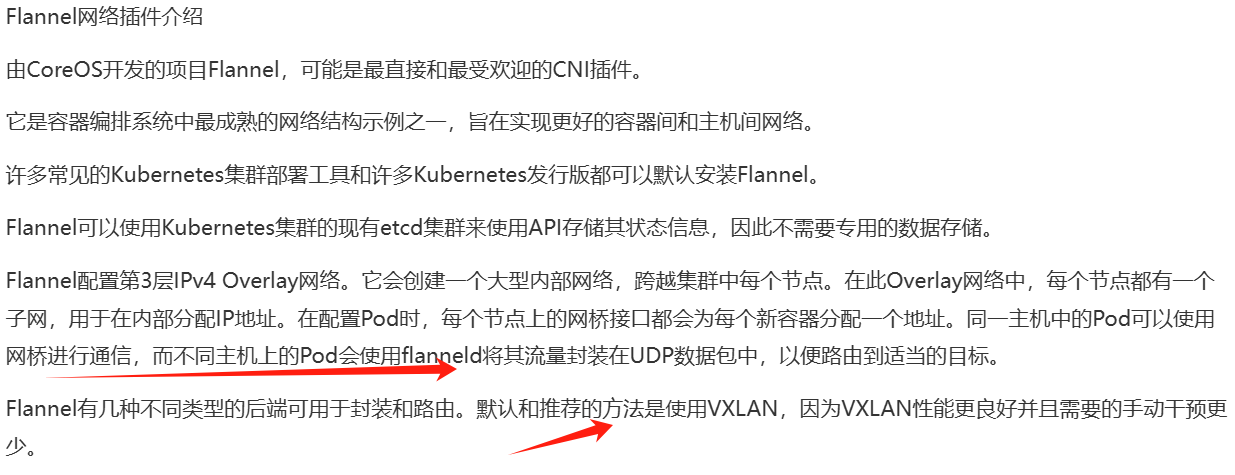 Flannel网络插件介绍
由CoreOS开发的项目Flannel，可能是最直接和最受欢迎的CNI插件。
它是容器编排系统中最成熟的网络结构示例之一，旨在实现更好的容器间和主机间网络。
许多常见的Kubernetes集群部署工具和许多Kubernetes发行版都可以默认安装Flannel。
Flannel可以使用Kubernetes集群的现有etcd集群来使用API存储其状态信息，因此不需要专用的数据存储。
Flannel配置第3层IPv4 Overlay网络。它会创建一个大型内部网络，跨越集群中每个节点。在此Overlay网络中，每个节点都有一个
子网，用于在内部分配IP地址。在配置Pod时，每个节点上的网桥接口都会为每个新容器分配一个地址。同一主机中的Pod可以使用
网桥进行通信，而不同主机上的Pod会使用flanneld将其流量封装在UDP数据包中，以便路由到适当的目标。
Flannel有几种不同类型的后端可用于封装和路由。默认和推荐的方法是使用VXLAN，因为VXLAN性能更良好并且需要的手动干预更
少。